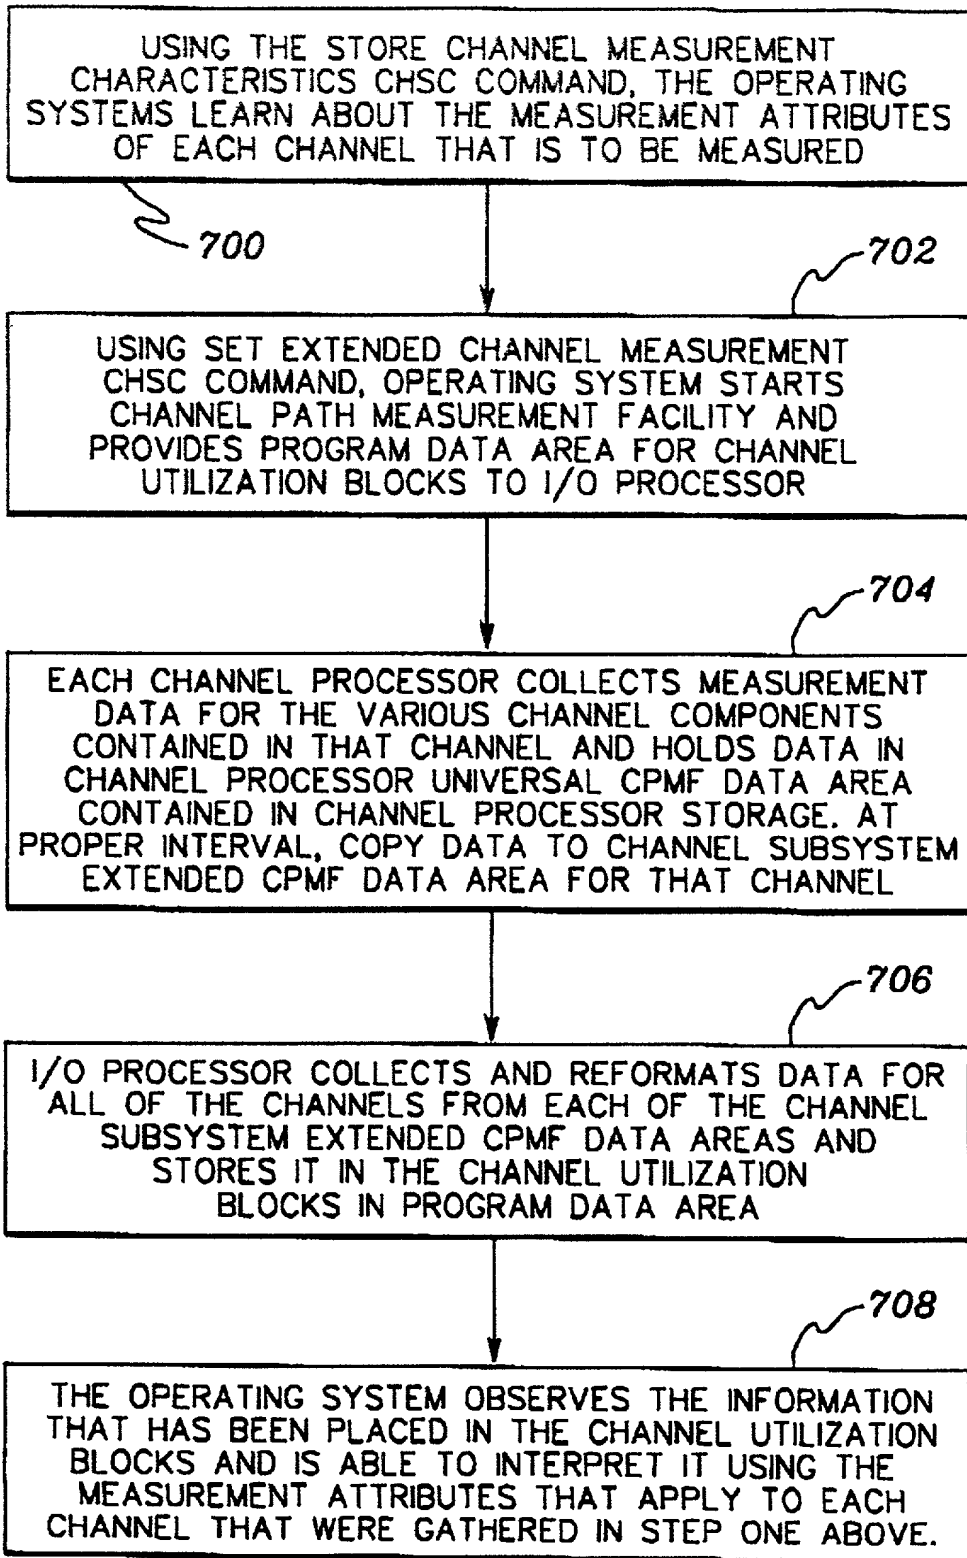 USING THE STORE CHANNEL MEASUREMENT
CHARACTERISTICS CHSC COMMAND, THE OPERATING
SYSTEMS LEARN ABOUT THE MEASUREMENT ATTRIBUTES
OF EACH CHANNEL THAT IS TO BE MEASURED
700
702
USING SET EXTENDED CHANNEL MEASUREMENT
CHSC COMMAND, OPERATING SYSTEM STARTS
CHANNEL PATH MEASUREMENT FACILITY AND
PROVIDES PROGRAM DATA AREA FOR CHANNEL
UTILIZATION BLOCKS TO I/O PROCESSOR
704
EACH CHANNEL PROCESSOR COLLECTS MEASUREMENT
DATA FOR THE VARIOUS CHANNEL COMPONENTS
CONTAINED IN THAT CHANNEL AND HOLDS DATA IN
CHANNEL PROCESSOR UNIVERSAL CPMF DATA AREA
CONTAINED IN CHANNEL PROCESSOR STORAGE. AT
PROPER INTERVAL, COPY DATA TO CHANNEL SUBSYSTEM
EXTENDED CPMF DATA AREA FOR THAT CHANNEL
706
I/O PROCESSOR COLLECTS AND REFORMATS DATA FOR
ALL OF THE CHANNELS FROM EACH OF THE CHANNEL
SUBSYSTEM EXTENDED CPMF DATA AREAS AND
STORES IT IN THE CHANNEL UTILIZATION
BLOCKS IN PROGRAM DATA AREA
708
THE OPERATING SYSTEM OBSERVES THE INFORMATION
THAT HAS BEEN PLACED IN THE CHANNEL UTILIZATION
BLOCKS AND IS ABLE TO INTERPRET IT USING THE
MEASUREMENT ATTRIBUTES THAT APPLY TO EACH
CHANNEL THAT WERE GATHERED IN STEP ONE ABOVE.